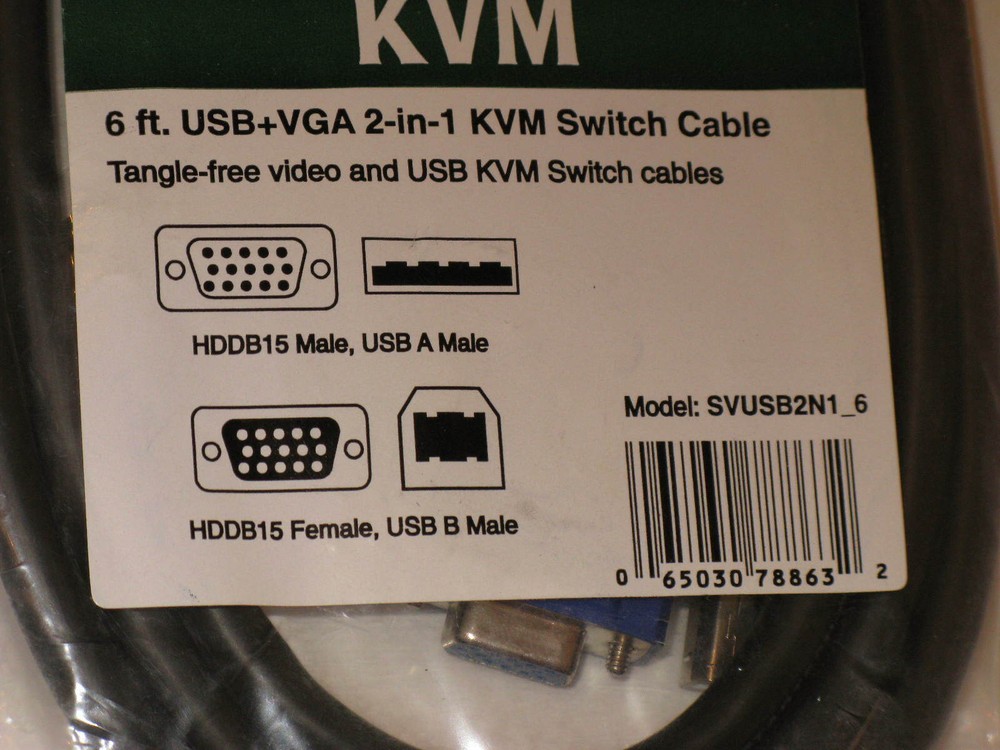 KVM
6 ft. USB+VGA 2-in-1 KVM Switch Cable
Tangle-free video and USB KVM Switch cables
HDDB15 Male, USB A Male
Model: SVUSB2N1_6
HDDB15 Female, USB B Male
0 65030 78863 2